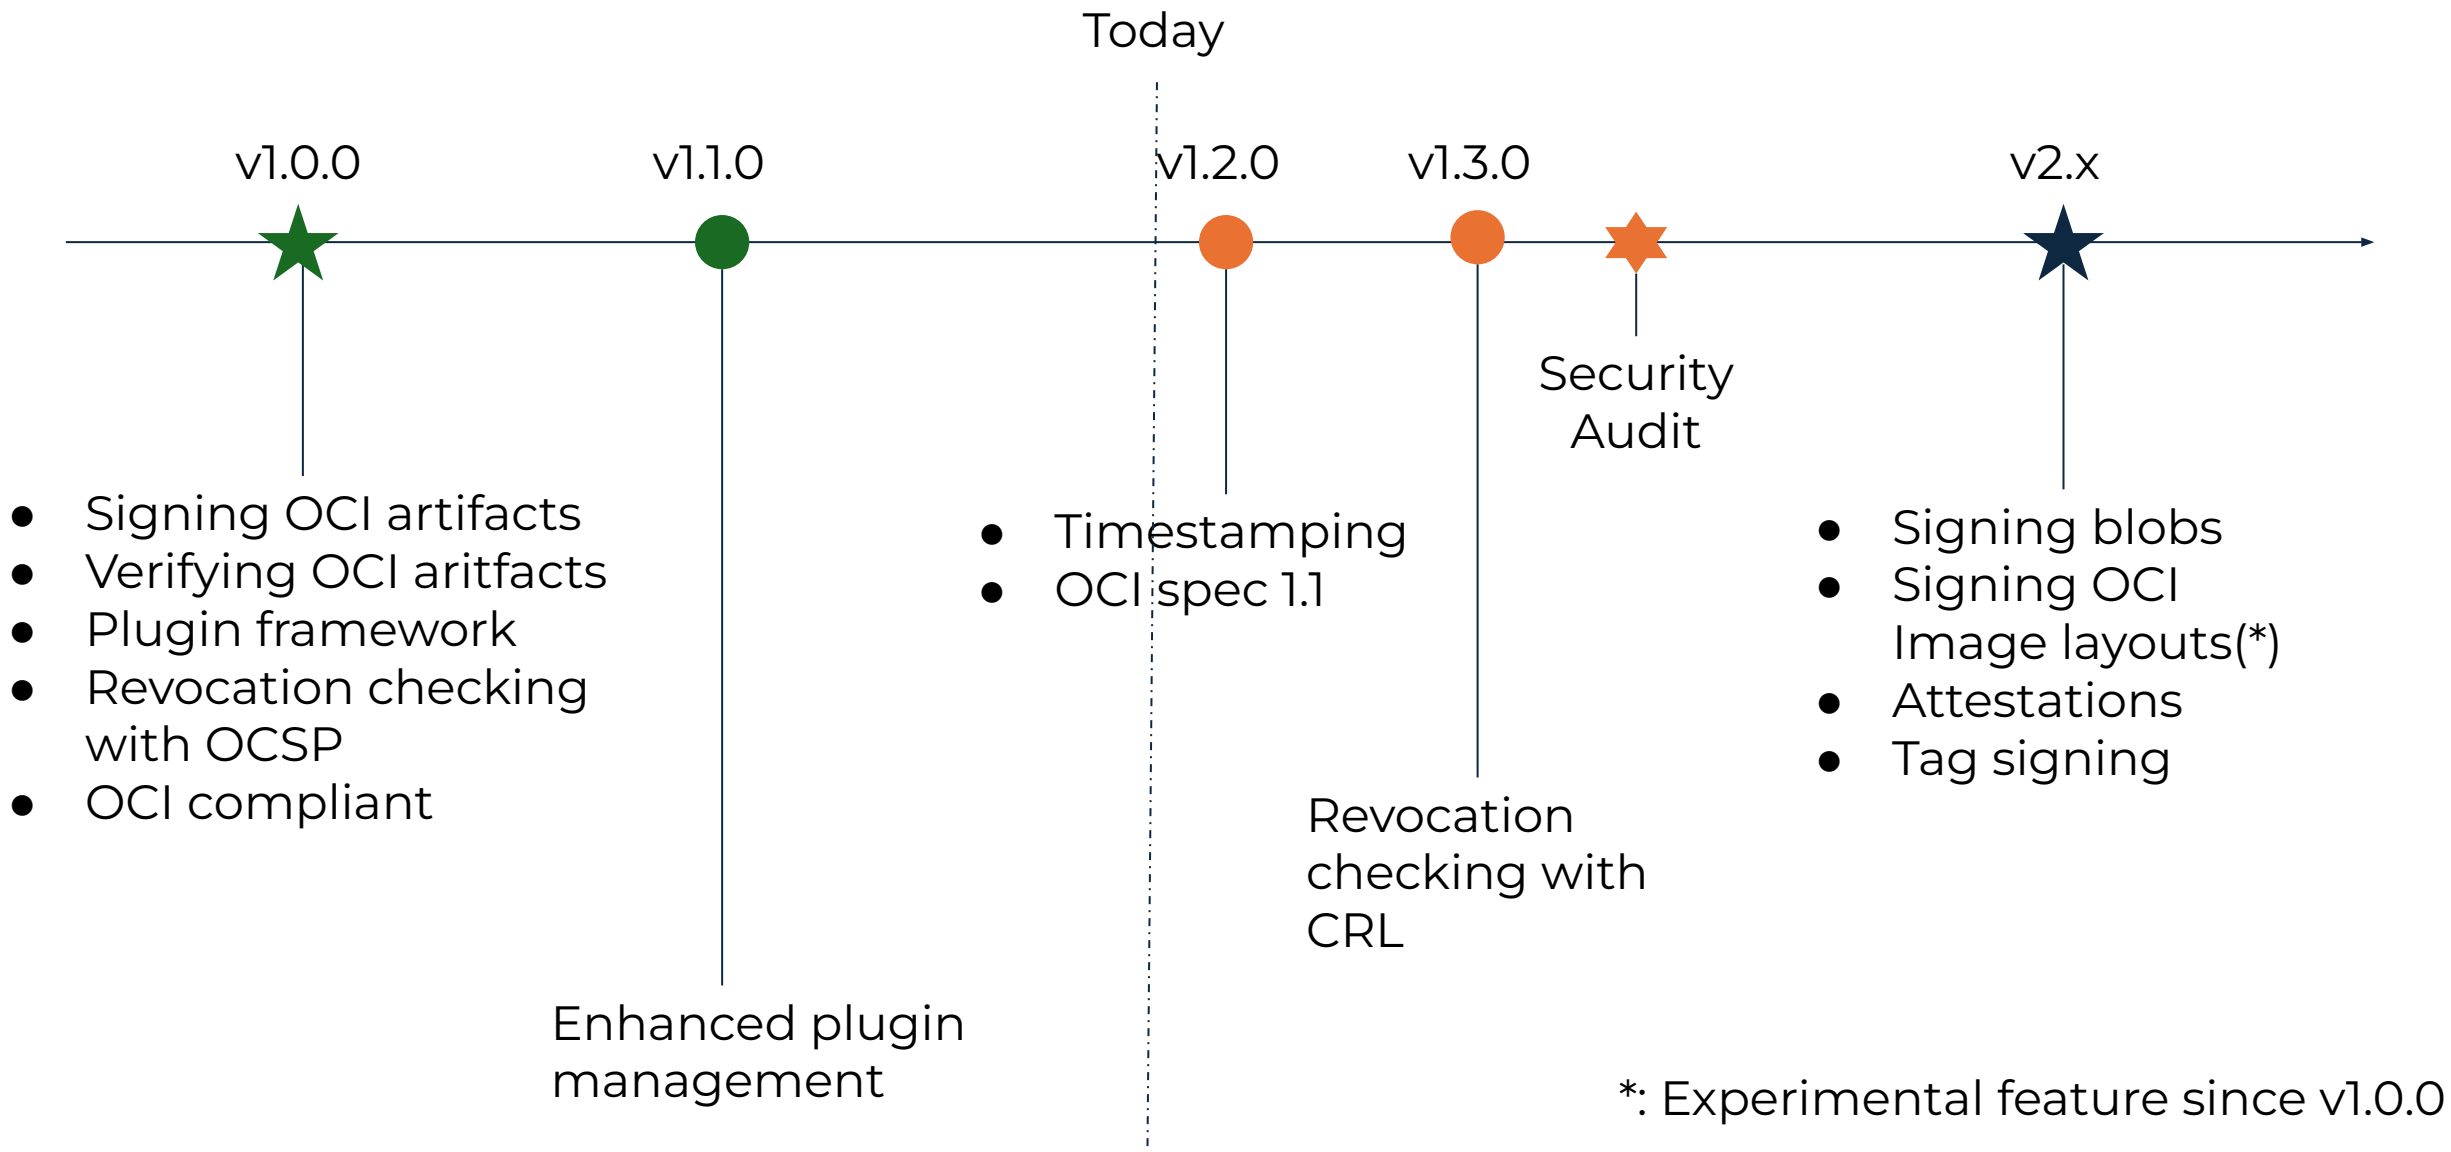 Today
v1.0.0
v1.1.0
v1.2.0
v1.3.0
v2.x
Security
Audit
● Signing OCI artifacts
● Verifying OCI aritfacts
● Plugin framework
● Revocation checking
with OCSP
● OCI compliant
Enhanced plugin
management
● Timestamping
● OCI spec 1.1
Revocation
checking with
CRL
● Signing blobs
● Signing OCI
Image layouts(*)
● Attestations
● Tag signing
*: Experimental feature since v1.0.0